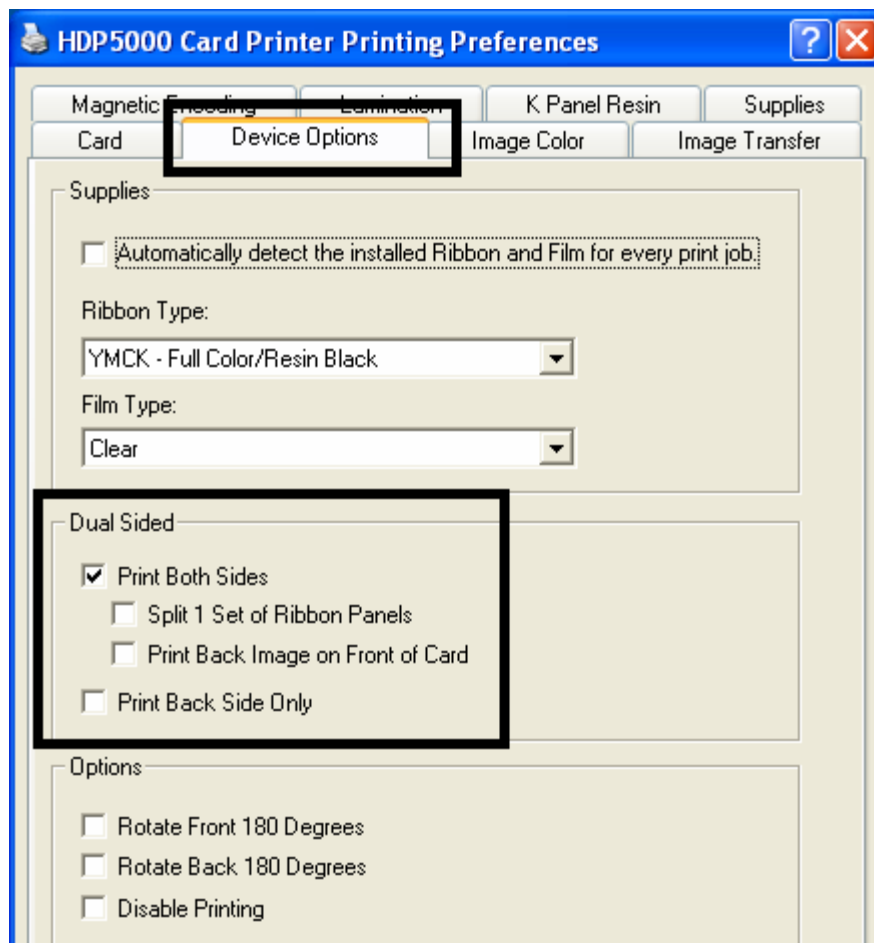 HDP5000 Card Printer Printing Preferences
Magnetic Encoding Lamination K Panel Resin Supplies
Card Device Options Image Color Image Transfer
Supplies
Automatically detect the installed Ribbon and Film for every print job.
Ribbon Type:
YMCK - Full Color/Resin Black
Film Type:
Clear
Dual Sided
Print Both Sides
Split 1 Set of Ribbon Panels
Print Back Image on Front of Card
Print Back Side Only
Options
Rotate Front 180 Degrees
Rotate Back 180 Degrees
Disable Printing